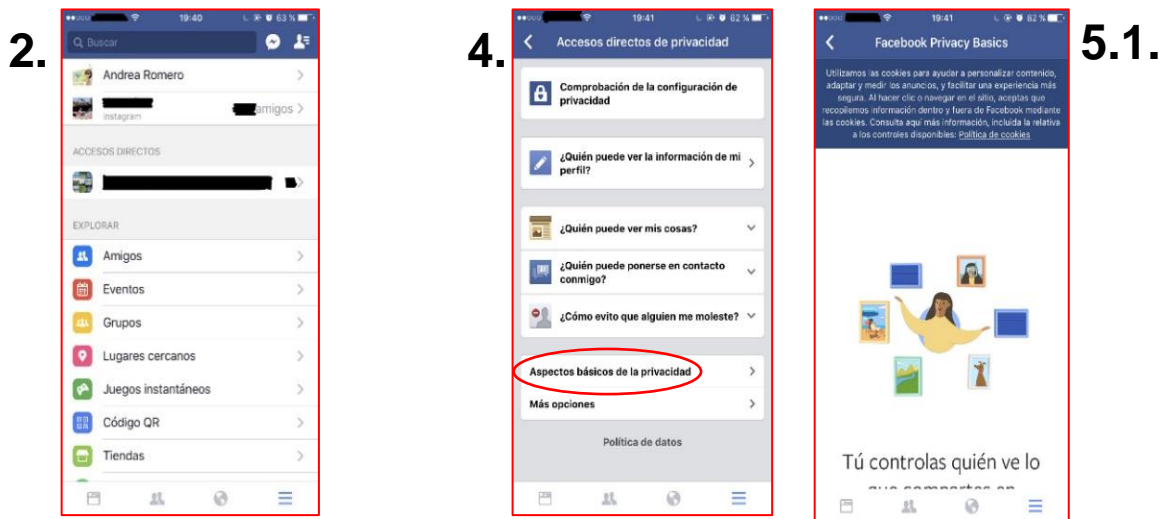 2.
19:40
63 %
Buscar
Andrea Romero
instagram
amigos
ACCESOS DIRECTOS
EXPLORAR
Amigos
Eventos
Grupos
Lugares cercanos
Juegos instantáneos
Código QR
Tiendas
4.
19:41
62 %
Accesos directos de privacidad
Comprobación de la configuración de
privacidad
¿Quién puede ver la información de mi
perfil?
¿Quién puede ver mis cosas?
¿Quién puede ponerse en contacto
conmigo?
¿Cómo evito que alguien me moleste?
Aspectos básicos de la privacidad
Más opciones
Política de datos
5.1.
19:41
62 %
Facebook Privacy Basics
Utilizamos las cookies para ayudar a personalizar contenido,
adaptar y medir los anuncios, y facilitar una experiencia más
segura. Al hacer clic o navegar en el sitio, aceptas que
recopilemos información dentro y fuera de Facebook mediante
las cookies. Consulta aquí más información, incluida la relativa
a los controles disponibles: Política de cookies
Tú controlas quién ve lo
que compartes en